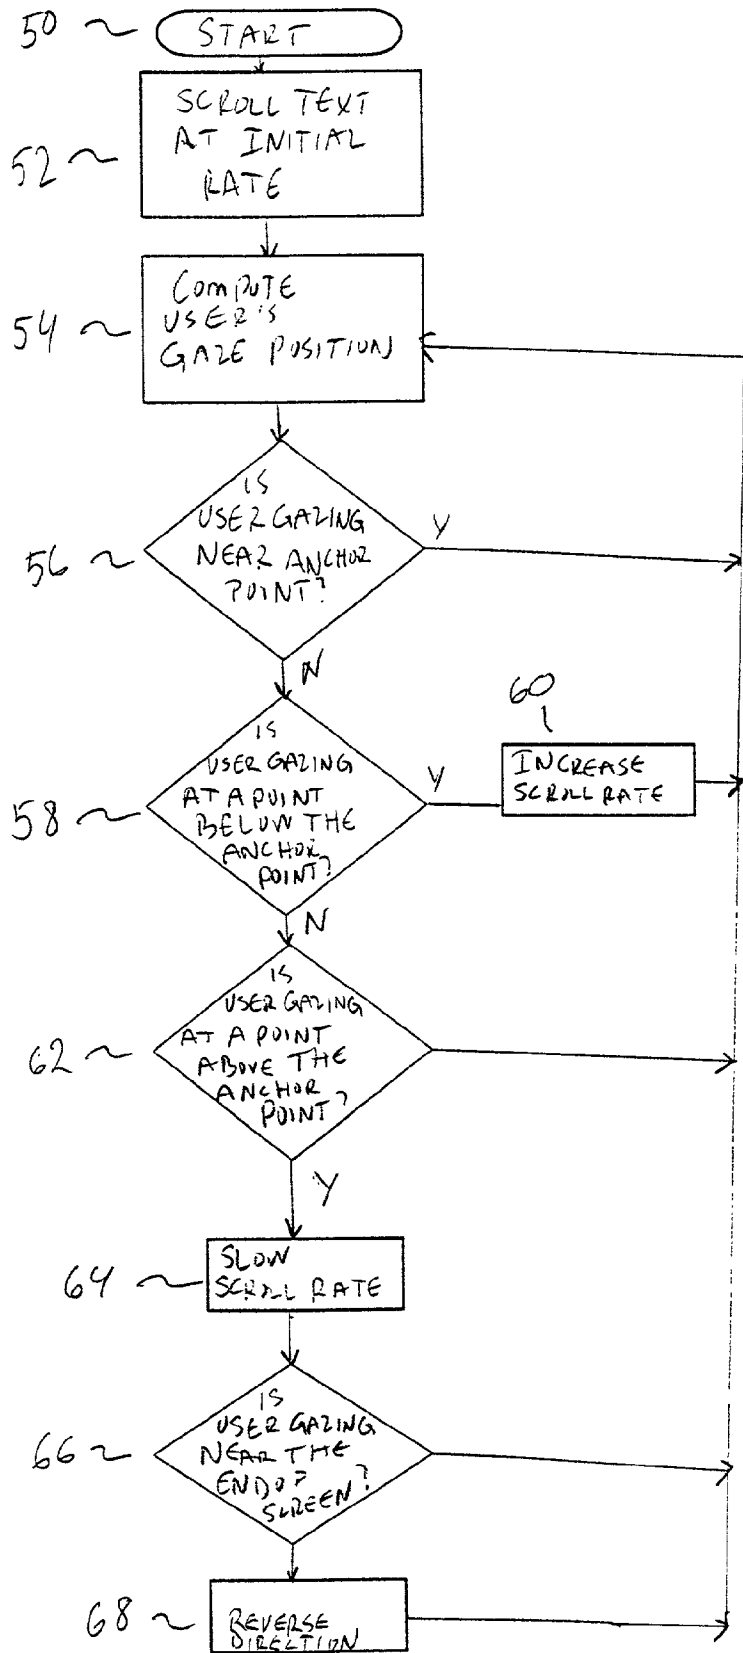 50
START
52
SCROLL TEXT
AT INITIAL
RATE
54
COMPUTE
USER'S
GAZE POSITION
56
IS
USER GAZING
NEAR ANCHOR
POINT?
Y
N
60
INCREASE
SCROLL RATE
58
IS
USER GAZING
AT A POINT
BELOW THE
ANCHOR
POINT?
Y
N
62
IS
USER GAZING
AT A POINT
ABOVE THE
ANCHOR
POINT?
Y
64
SLOW
SCROLL RATE
66
IS
USER GAZING
NEAR THE
END OF
SCREEN?
68
REVERSE
DIRECTION